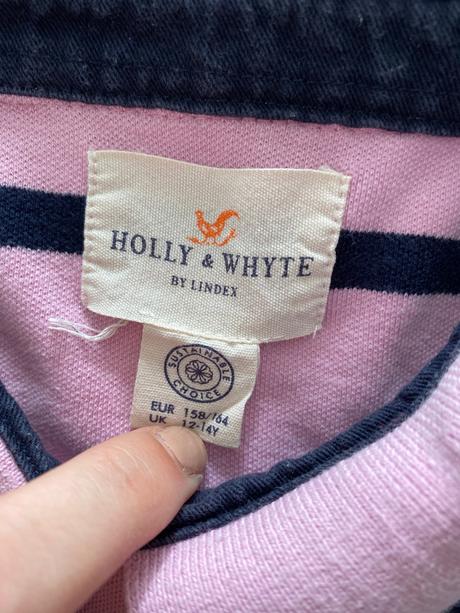 HOLLY & WHYTE
BY LINDEX
SUSTAINABLE
CHOICE
EUR 158/164
UK 12-14Y